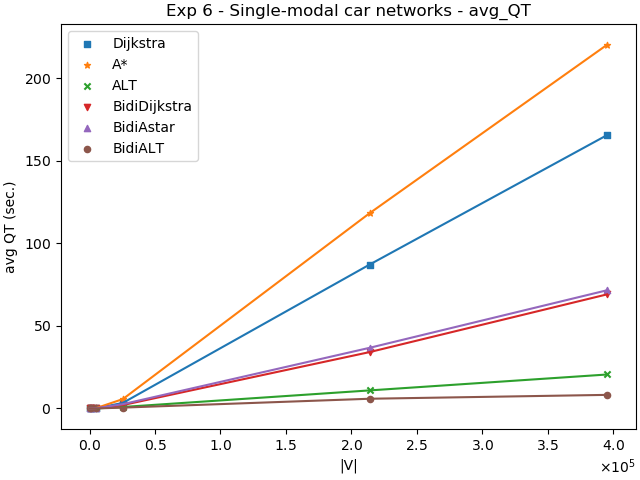 Exp 6 - Single-modal car networks - avg_QT
Dijkstra
A*
ALT
BidiDijkstra
BidiAstar
BidiALT
avg QT (sec.)
200
150
100
50
0
0.0 0.5 1.0 1.5 2.0 2.5 3.0 3.5 4.0
|V|
×10⁵